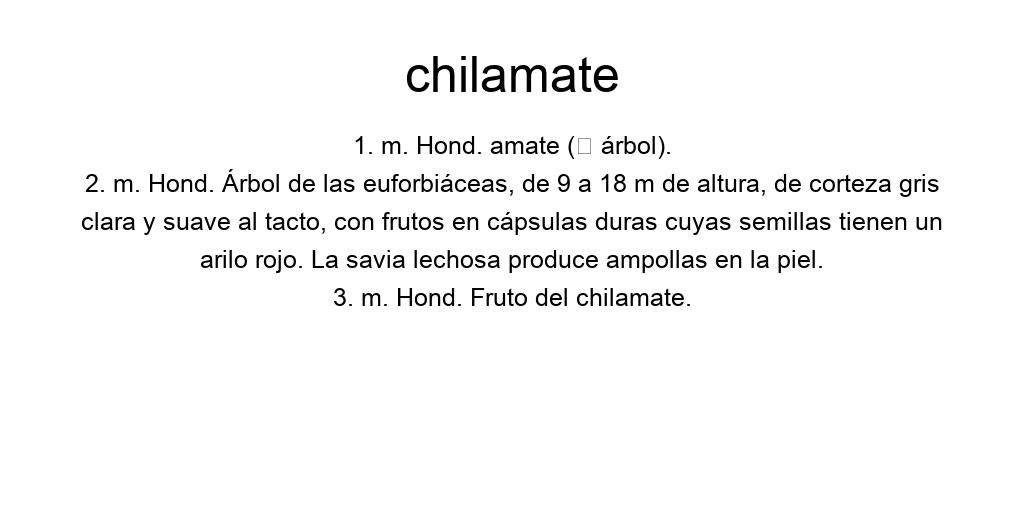 chilamate
1. m. Hond. amate (□ árbol).
2. m. Hond. Árbol de las euforbiáceas, de 9 a 18 m de altura, de corteza gris
clara y suave al tacto, con frutos en cápsulas duras cuyas semillas tienen un
arilo rojo. La savia lechosa produce ampollas en la piel.
3. m. Hond. Fruto del chilamate.